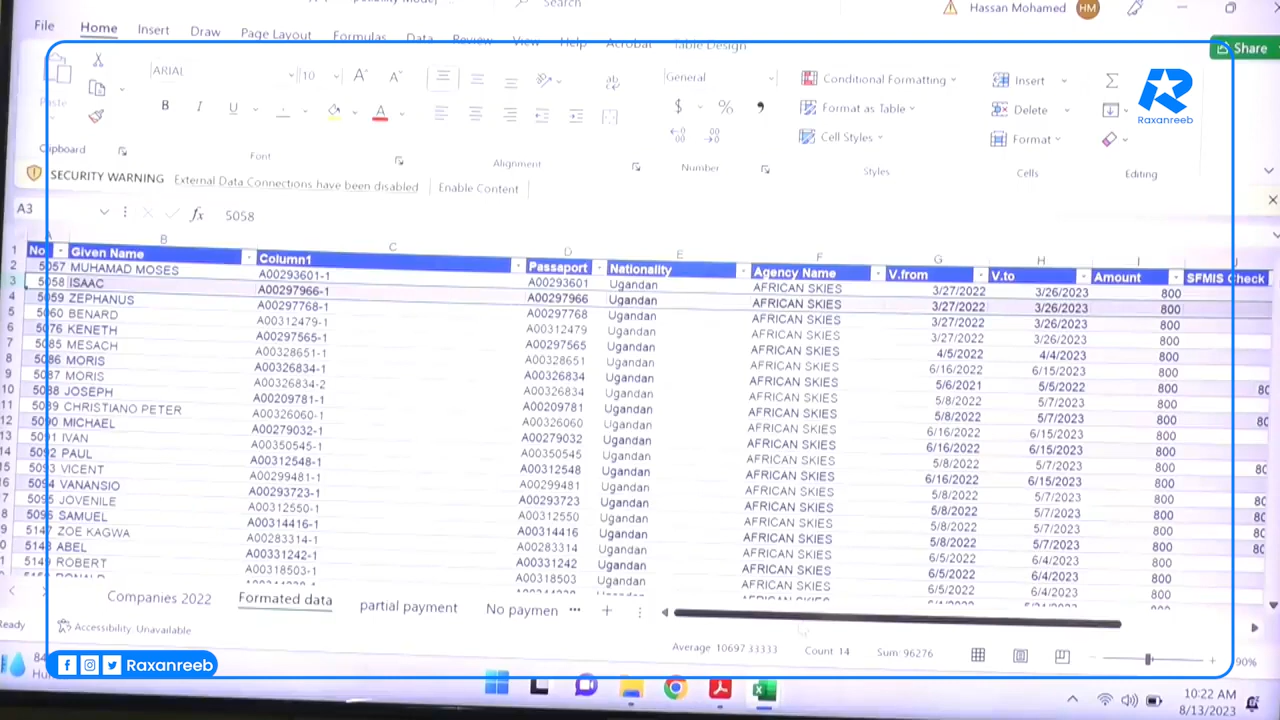 Search
Hassan Mohamed HM
File Home Insert Draw Page Layout Formulas Data Review View Help Acrobat Table Design
Share
ARIAL 10
General
Conditional Formatting
Insert
Paste
B I U
$ %
Format as Table
Delete
Cell Styles
Format
Raxanreeb
Clipboard Font Alignment Number Styles Cells Editing
SECURITY WARNING External Data Connections have been disabled Enable Content
fx 5058
A B C D E F G H I
No Given Name Column1 Passaport Nationality Agency Name V.from V.to Amount SFMIS Check
5057 MUHAMAD MOSES A00293601-1 A00293601 Ugandan AFRICAN SKIES 3/27/2022 3/26/2023 800
5058 ISAAC A00297966-1 A00297966 Ugandan AFRICAN SKIES 3/27/2022 3/26/2023 800
5059 ZEPHANUS A00297768-1 A00297768 Ugandan AFRICAN SKIES 3/27/2022 3/26/2023 800
5060 BENARD A00312479-1 A00312479 Ugandan AFRICAN SKIES 3/27/2022 3/26/2023 800
5076 KENETH A00297565-1 A00297565 Ugandan AFRICAN SKIES 4/5/2022 4/4/2023 800
5085 MESACH A00328651-1 A00328651 Ugandan AFRICAN SKIES 6/16/2022 6/15/2023 800
5086 MORIS A00326834-1 A00326834 Ugandan AFRICAN SKIES 5/6/2021 5/5/2022 800
5087 MORIS A00326834-2 A00326834 Ugandan AFRICAN SKIES 5/8/2022 5/7/2023 800
5088 JOSEPH A00209781-1 A00209781 Ugandan AFRICAN SKIES 5/8/2022 5/7/2023 800
5089 CHRISTIANO PETER A00326060-1 A00326060 Ugandan AFRICAN SKIES 6/16/2022 6/15/2023 800
5090 MICHAEL A00279032-1 A00279032 Ugandan AFRICAN SKIES 6/16/2022 6/15/2023 800
5091 IVAN A00350545-1 A00350545 Ugandan AFRICAN SKIES 5/8/2022 5/7/2023 800
5092 PAUL A00312548-1 A00312548 Ugandan AFRICAN SKIES 6/16/2022 6/15/2023 800
5093 VICENT A00299481-1 A00299481 Ugandan AFRICAN SKIES 5/8/2022 5/7/2023 800
5094 VANANSIO A00293723-1 A00293723 Ugandan AFRICAN SKIES 5/8/2022 5/7/2023 800
5095 JOVENILE A00312550-1 A00312550 Ugandan AFRICAN SKIES 5/8/2022 5/7/2023 800
5096 SAMUEL A00314416-1 A00314416 Ugandan AFRICAN SKIES 5/8/2022 5/7/2023 800
5147 ZOE KAGWA A00283314-1 A00283314 Ugandan AFRICAN SKIES 6/5/2022 6/4/2023 800
5148 ABEL A00331242-1 A00331242 Ugandan AFRICAN SKIES 6/5/2022 6/4/2023 800
5149 ROBERT A00318503-1 A00318503 Ugandan AFRICAN SKIES 6/5/2022 6/4/2023 800
Companies 2022 Formated data partial payment No paymen ...
Accessibility: Unavailable
Average 10697.33333 Count 14 Sum: 96276 90%
Raxanreeb
10:22 AM
8/13/2023